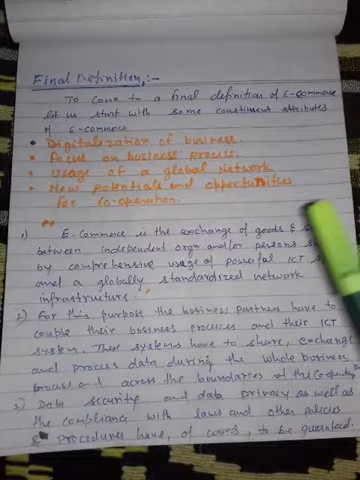 Final Definition :-
To come to a final definition of E-commerce
let us start with some constituent attributes
of E-commerce
• Digitalization of business.
• Focus on business process.
• Usage of a global Network
• New potentials and opportunities
for co-operation.
"
1) E-Commerce is the exchange of goods &
between independent orgn and/or persons
by comprehensive usage of powerful ICT
and a globally standardized network
infrastructure. "
2) For this purpose the business partners have to
couple their business processes and their ICT
system. These systems have to share, exchange
and process data during the whole business
process and across the boundaries of the
3) Data security and data privacy as well as
the compliance with laws and other policies
& procedures have, of course, to be guaranteed.